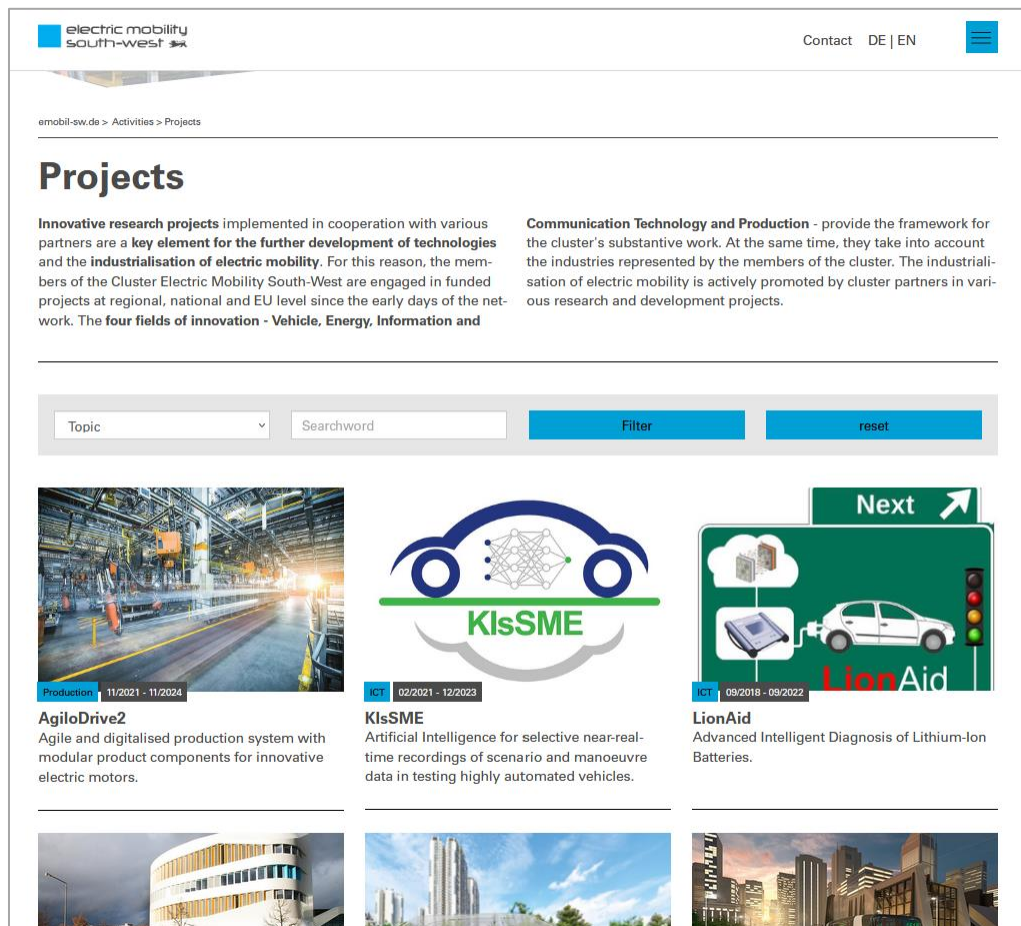 electric mobility
south-west
Contact DE | EN
emobil-sw.de > Activities > Projects
Projects
Innovative research projects implemented in cooperation with various
partners are a key element for the further development of technologies
and the industrialisation of electric mobility. For this reason, the mem-
bers of the Cluster Electric Mobility South-West are engaged in funded
projects at regional, national and EU level since the early days of the net-
work. The four fields of innovation - Vehicle, Energy, Information and
Communication Technology and Production - provide the framework for
the cluster's substantive work. At the same time, they take into account
the industries represented by the members of the cluster. The industriali-
sation of electric mobility is actively promoted by cluster partners in vari-
ous research and development projects.
Topic Searchword Filter reset
Production 11/2021 - 11/2024
AgiloDrive2
Agile and digitalised production system with
modular product components for innovative
electric motors.
KIsSME
ICT 02/2021 - 12/2023
KIsSME
Artificial Intelligence for selective near-real-
time recordings of scenario and manoeuvre
data in testing highly automated vehicles.
Next
LionAid
ICT 09/2018 - 09/2022
LionAid
Advanced Intelligent Diagnosis of Lithium-Ion
Batteries.